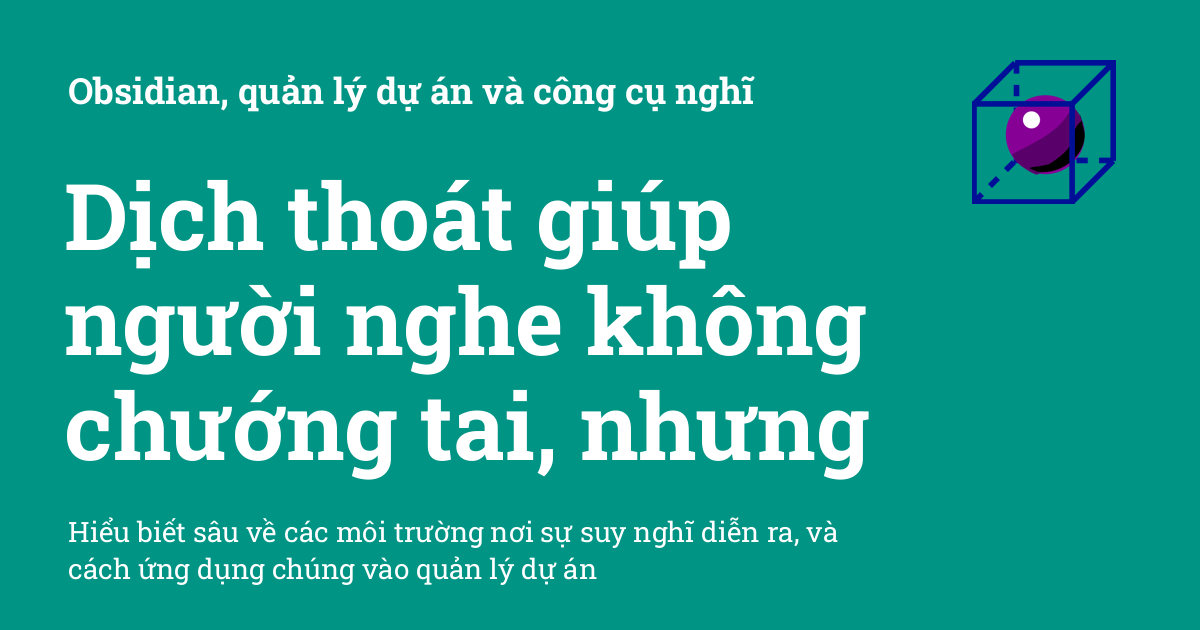 Obsidian, quản lý dự án và công cụ nghĩ
Dịch thoát giúp
người nghe không
chướng tai, nhưng
Hiểu biết sâu về các môi trường nơi sự suy nghĩ diễn ra, và
cách ứng dụng chúng vào quản lý dự án